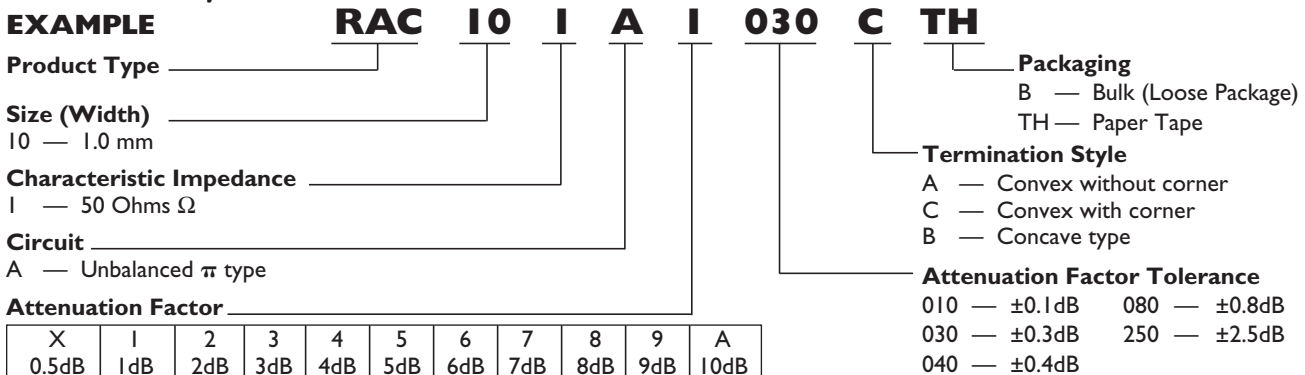 EXAMPLE RAC 10 1 A 1 030 C TH
Product Type
Size (Width)
10 — 1.0 mm
Characteristic Impedance
1 — 50 Ohms Ω
Circuit
A — Unbalanced π type
Attenuation Factor
X 1 2 3 4 5 6 7 8 9 A
0.5dB 1dB 2dB 3dB 4dB 5dB 6dB 7dB 8dB 9dB 10dB
Packaging
B — Bulk (Loose Package)
TH — Paper Tape
Termination Style
A — Convex without corner
C — Convex with corner
B — Concave type
Attenuation Factor Tolerance
010 — ±0.1dB 080 — ±0.8dB
030 — ±0.3dB 250 — ±2.5dB
040 — ±0.4dB